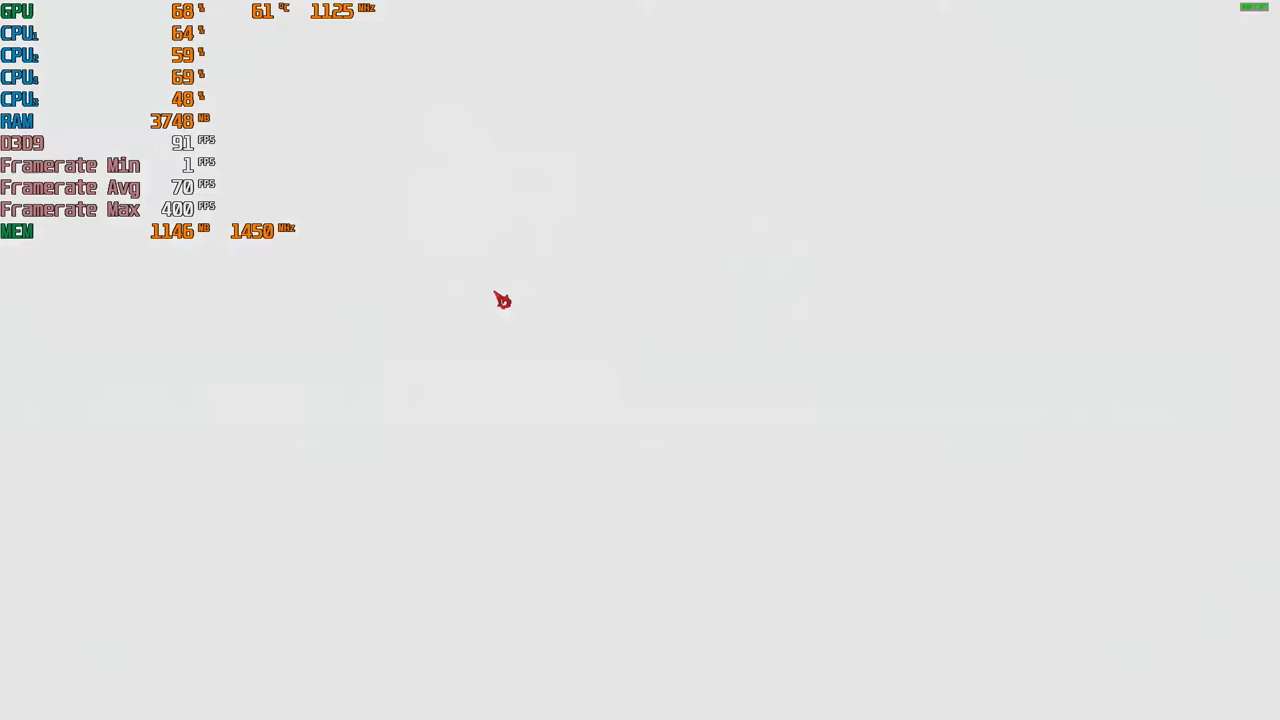 GPU 68 % 61 °C 1125 MHz
CPU1 64 %
CPU2 59 %
CPU4 69 %
CPU3 48 %
RAM 3748 MB
D3D9 91 FPS
Framerate Min 1 FPS
Framerate Avg 70 FPS
Framerate Max 400 FPS
MEM 1146 MB 1450 MHz